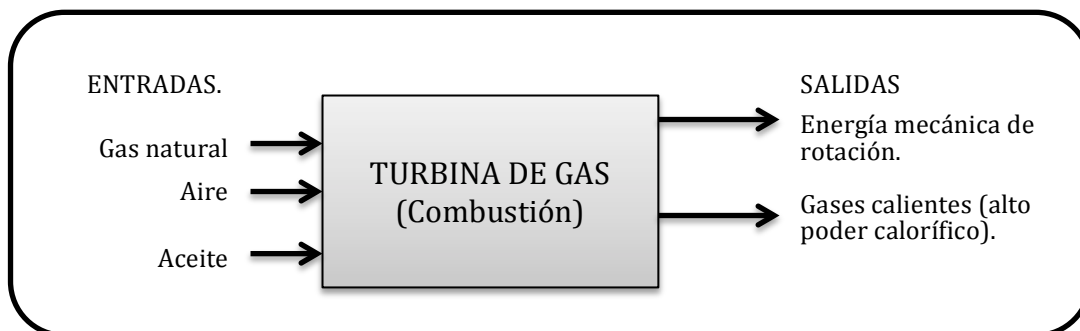 ENTRADAS.
Gas natural
Aire
Aceite
TURBINA DE GAS
(Combustión)
SALIDAS
Energía mecánica de
rotación.
Gases calientes (alto
poder calorífico).